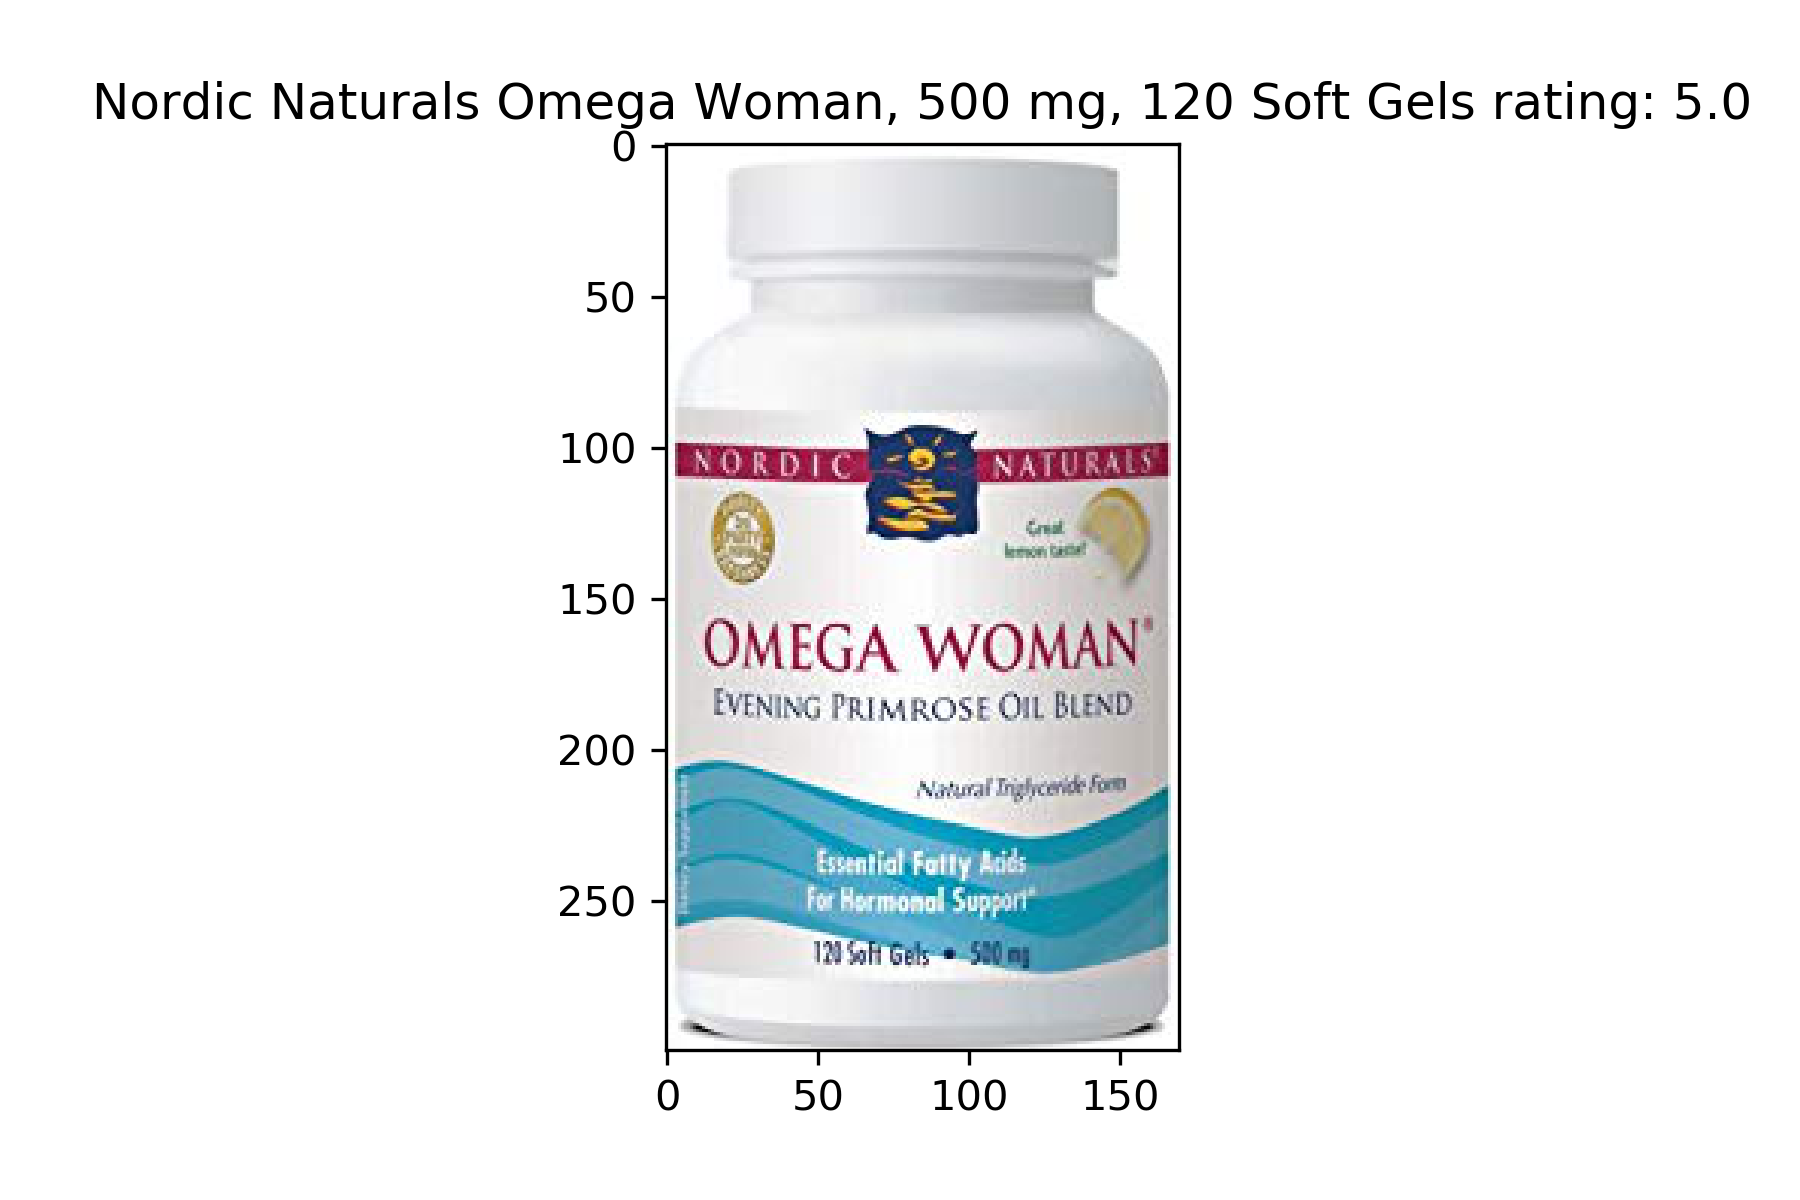 Nordic Naturals Omega Woman, 500 mg, 120 Soft Gels rating: 5.0
0
50
100
150
200
250
NORDIC NATURALS
PURITY
Great
lemon taste!
OMEGA WOMAN®
EVENING PRIMROSE OIL BLEND
Natural Triglyceride Form
Essential Fatty Acids
For Hormonal Support*
120 Soft Gels • 500 mg
0 50 100 150